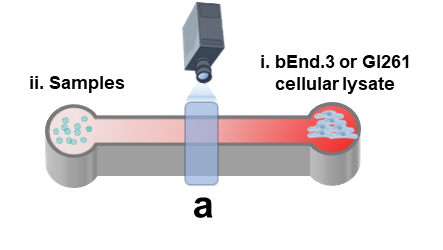 i. bEnd.3 or Gl261
cellular lysate
ii. Samples
a